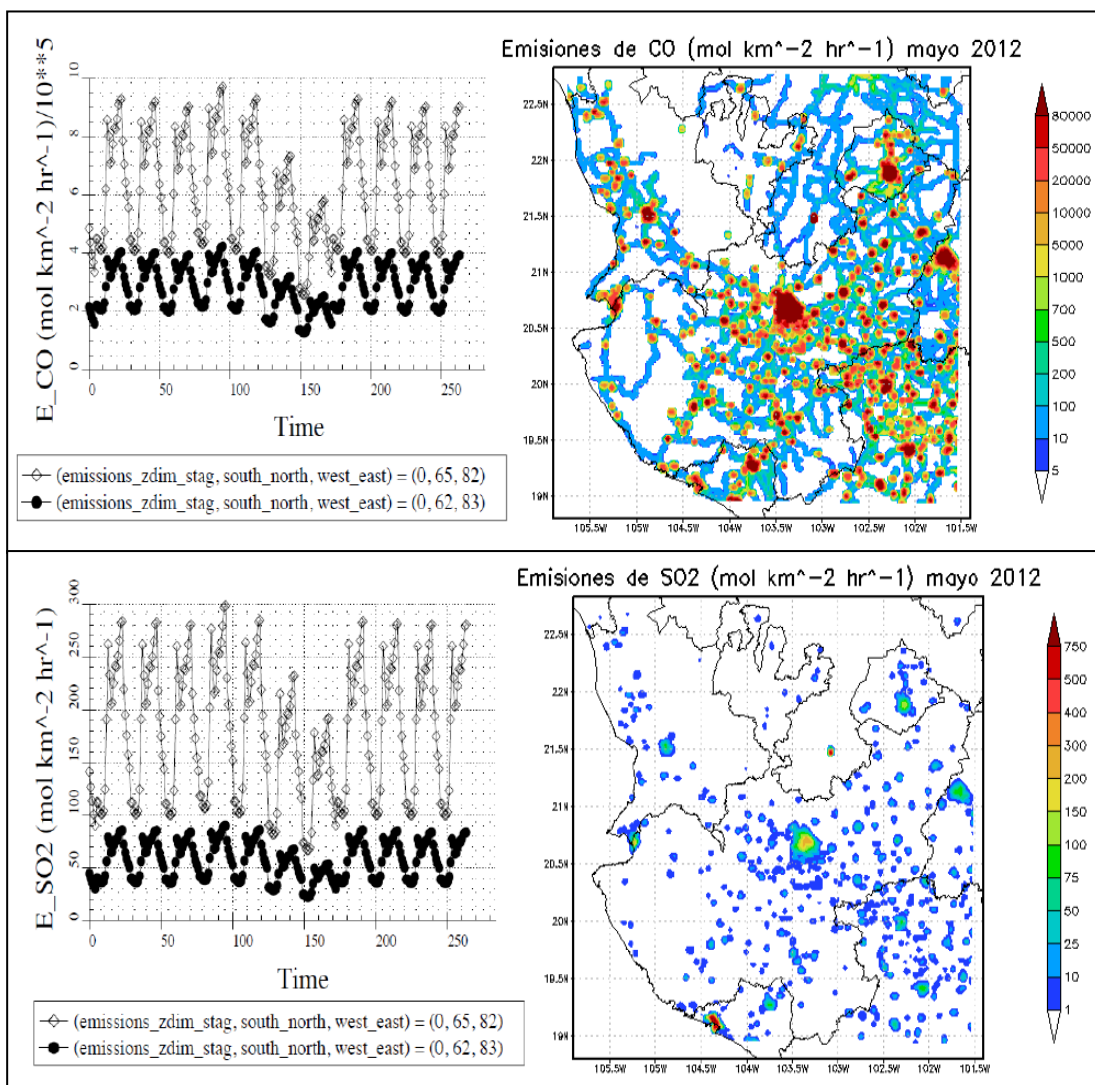 Emisiones de CO (mol km^-2 hr^-1) mayo 2012
E_CO (mol km^-2 hr^-1)/10**5
10
8
6
4
2
0
0 50 100 150 200 250
Time
(emissions_zdim_stag, south_north, west_east) = (0, 65, 82)
(emissions_zdim_stag, south_north, west_east) = (0, 62, 83)
22.5N
22N
21.5N
21N
20.5N
20N
19.5N
19N
105.5W 105W 104.5W 104W 103.5W 103W 102.5W 102W 101.5W
80000
50000
20000
10000
5000
1000
700
500
200
100
10
5
Emisiones de SO2 (mol km^-2 hr^-1) mayo 2012
E_SO2 (mol km^-2 hr^-1)
300
250
200
150
100
50
0
0 50 100 150 200 250
Time
(emissions_zdim_stag, south_north, west_east) = (0, 65, 82)
(emissions_zdim_stag, south_north, west_east) = (0, 62, 83)
22.5N
22N
21.5N
21N
20.5N
20N
19.5N
19N
105.5W 105W 104.5W 104W 103.5W 103W 102.5W 102W 101.5W
750
500
400
300
200
150
100
75
50
25
10
1